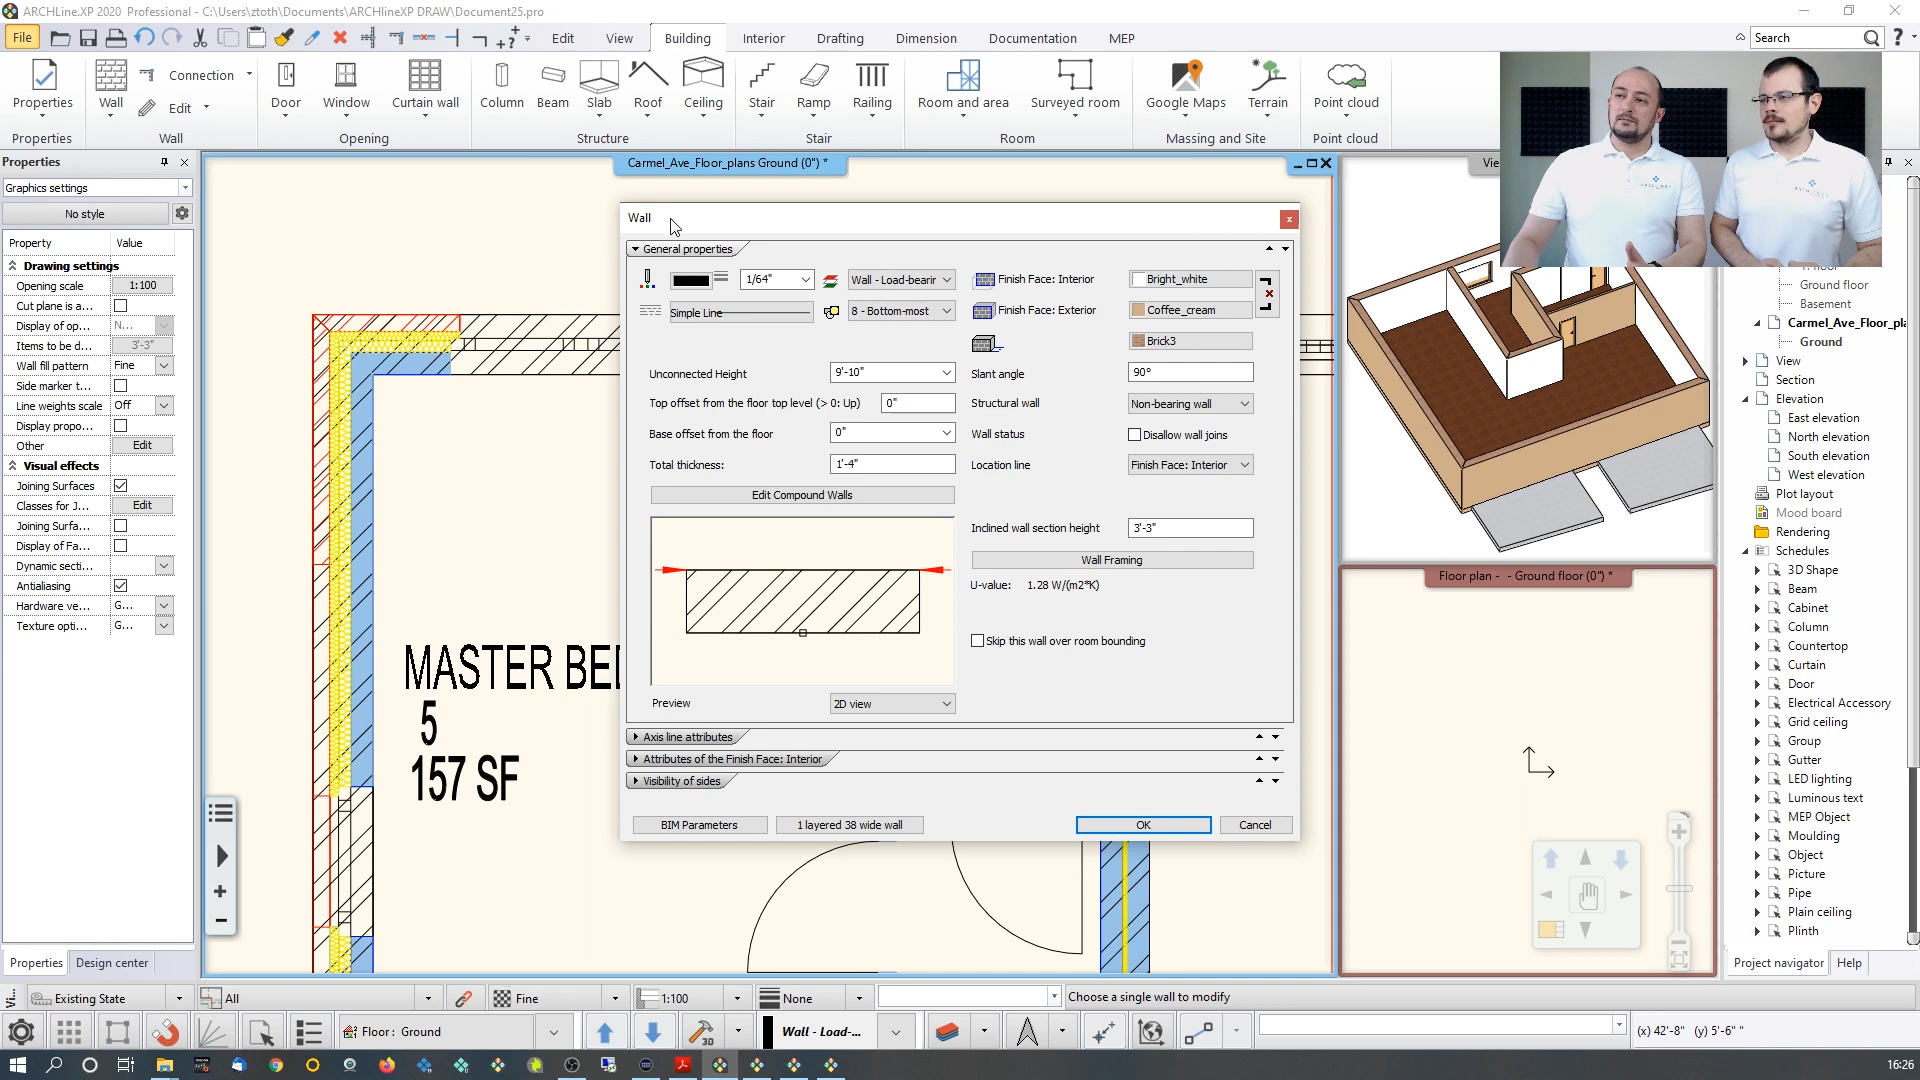 ARCHLine.XP 2020 Professional - C:\Users\ztoth\Documents\ARCHlineXP DRAW\Document25.pro
File Edit View Building Interior Drafting Dimension Documentation MEP Search
Properties Wall Connection Edit Door Window Curtain wall Column Beam Slab Roof Ceiling Stair Ramp Railing Room and area Surveyed room Google Maps Terrain Point cloud
Properties Wall Opening Structure Stair Room Massing and Site Point cloud
Properties
Graphics settings
No style
Property Value
Drawing settings
Opening scale 1:100
Cut plane is a...
Display of op... N...
Items to be d... 3'-3"
Wall fill pattern Fine
Side marker t...
Line weights scale Off
Display propo...
Other Edit
Visual effects
Joining Surfaces
Classes for J... Edit
Joining Surfa...
Display of Fa...
Dynamic secti...
Antialiasing
Hardware ve... G...
Texture opti... G...
Properties Design center
Carmel_Ave_Floor_plans Ground (0") *
MASTER BED
5
157 SF
Wall
General properties
1/64" Wall - Load-bearir Finish Face: Interior Bright_white
Simple Line 8 - Bottom-most Finish Face: Exterior Coffee_cream
Brick3
Unconnected Height 9'-10" Slant angle 90°
Top offset from the floor top level (> 0: Up) 0" Structural wall Non-bearing wall
Base offset from the floor 0" Wall status Disallow wall joins
Total thickness: 1'-4" Location line Finish Face: Interior
Edit Compound Walls
Inclined wall section height 3'-3"
Wall Framing
U-value: 1.28 W/(m2*K)
Skip this wall over room bounding
Preview 2D view
Axis line attributes
Attributes of the Finish Face: Interior
Visibility of sides
BIM Parameters 1 layered 38 wide wall OK Cancel
Vie
Floor plan - - Ground floor (0") *
Ground floor
Basement
Carmel_Ave_Floor_pla
Ground
View
Section
Elevation
East elevation
North elevation
South elevation
West elevation
Plot layout
Mood board
Rendering
Schedules
3D Shape
Beam
Cabinet
Column
Countertop
Curtain
Door
Electrical Accessory
Grid ceiling
Group
Gutter
LED lighting
Luminous text
MEP Object
Moulding
Object
Picture
Pipe
Plain ceiling
Plinth
Project navigator Help
Existing State All Fine 1:100 None Choose a single wall to modify
Floor : Ground 3D Wall - Load-... (x) 42'-8" (y) 5'-6" "
16:26